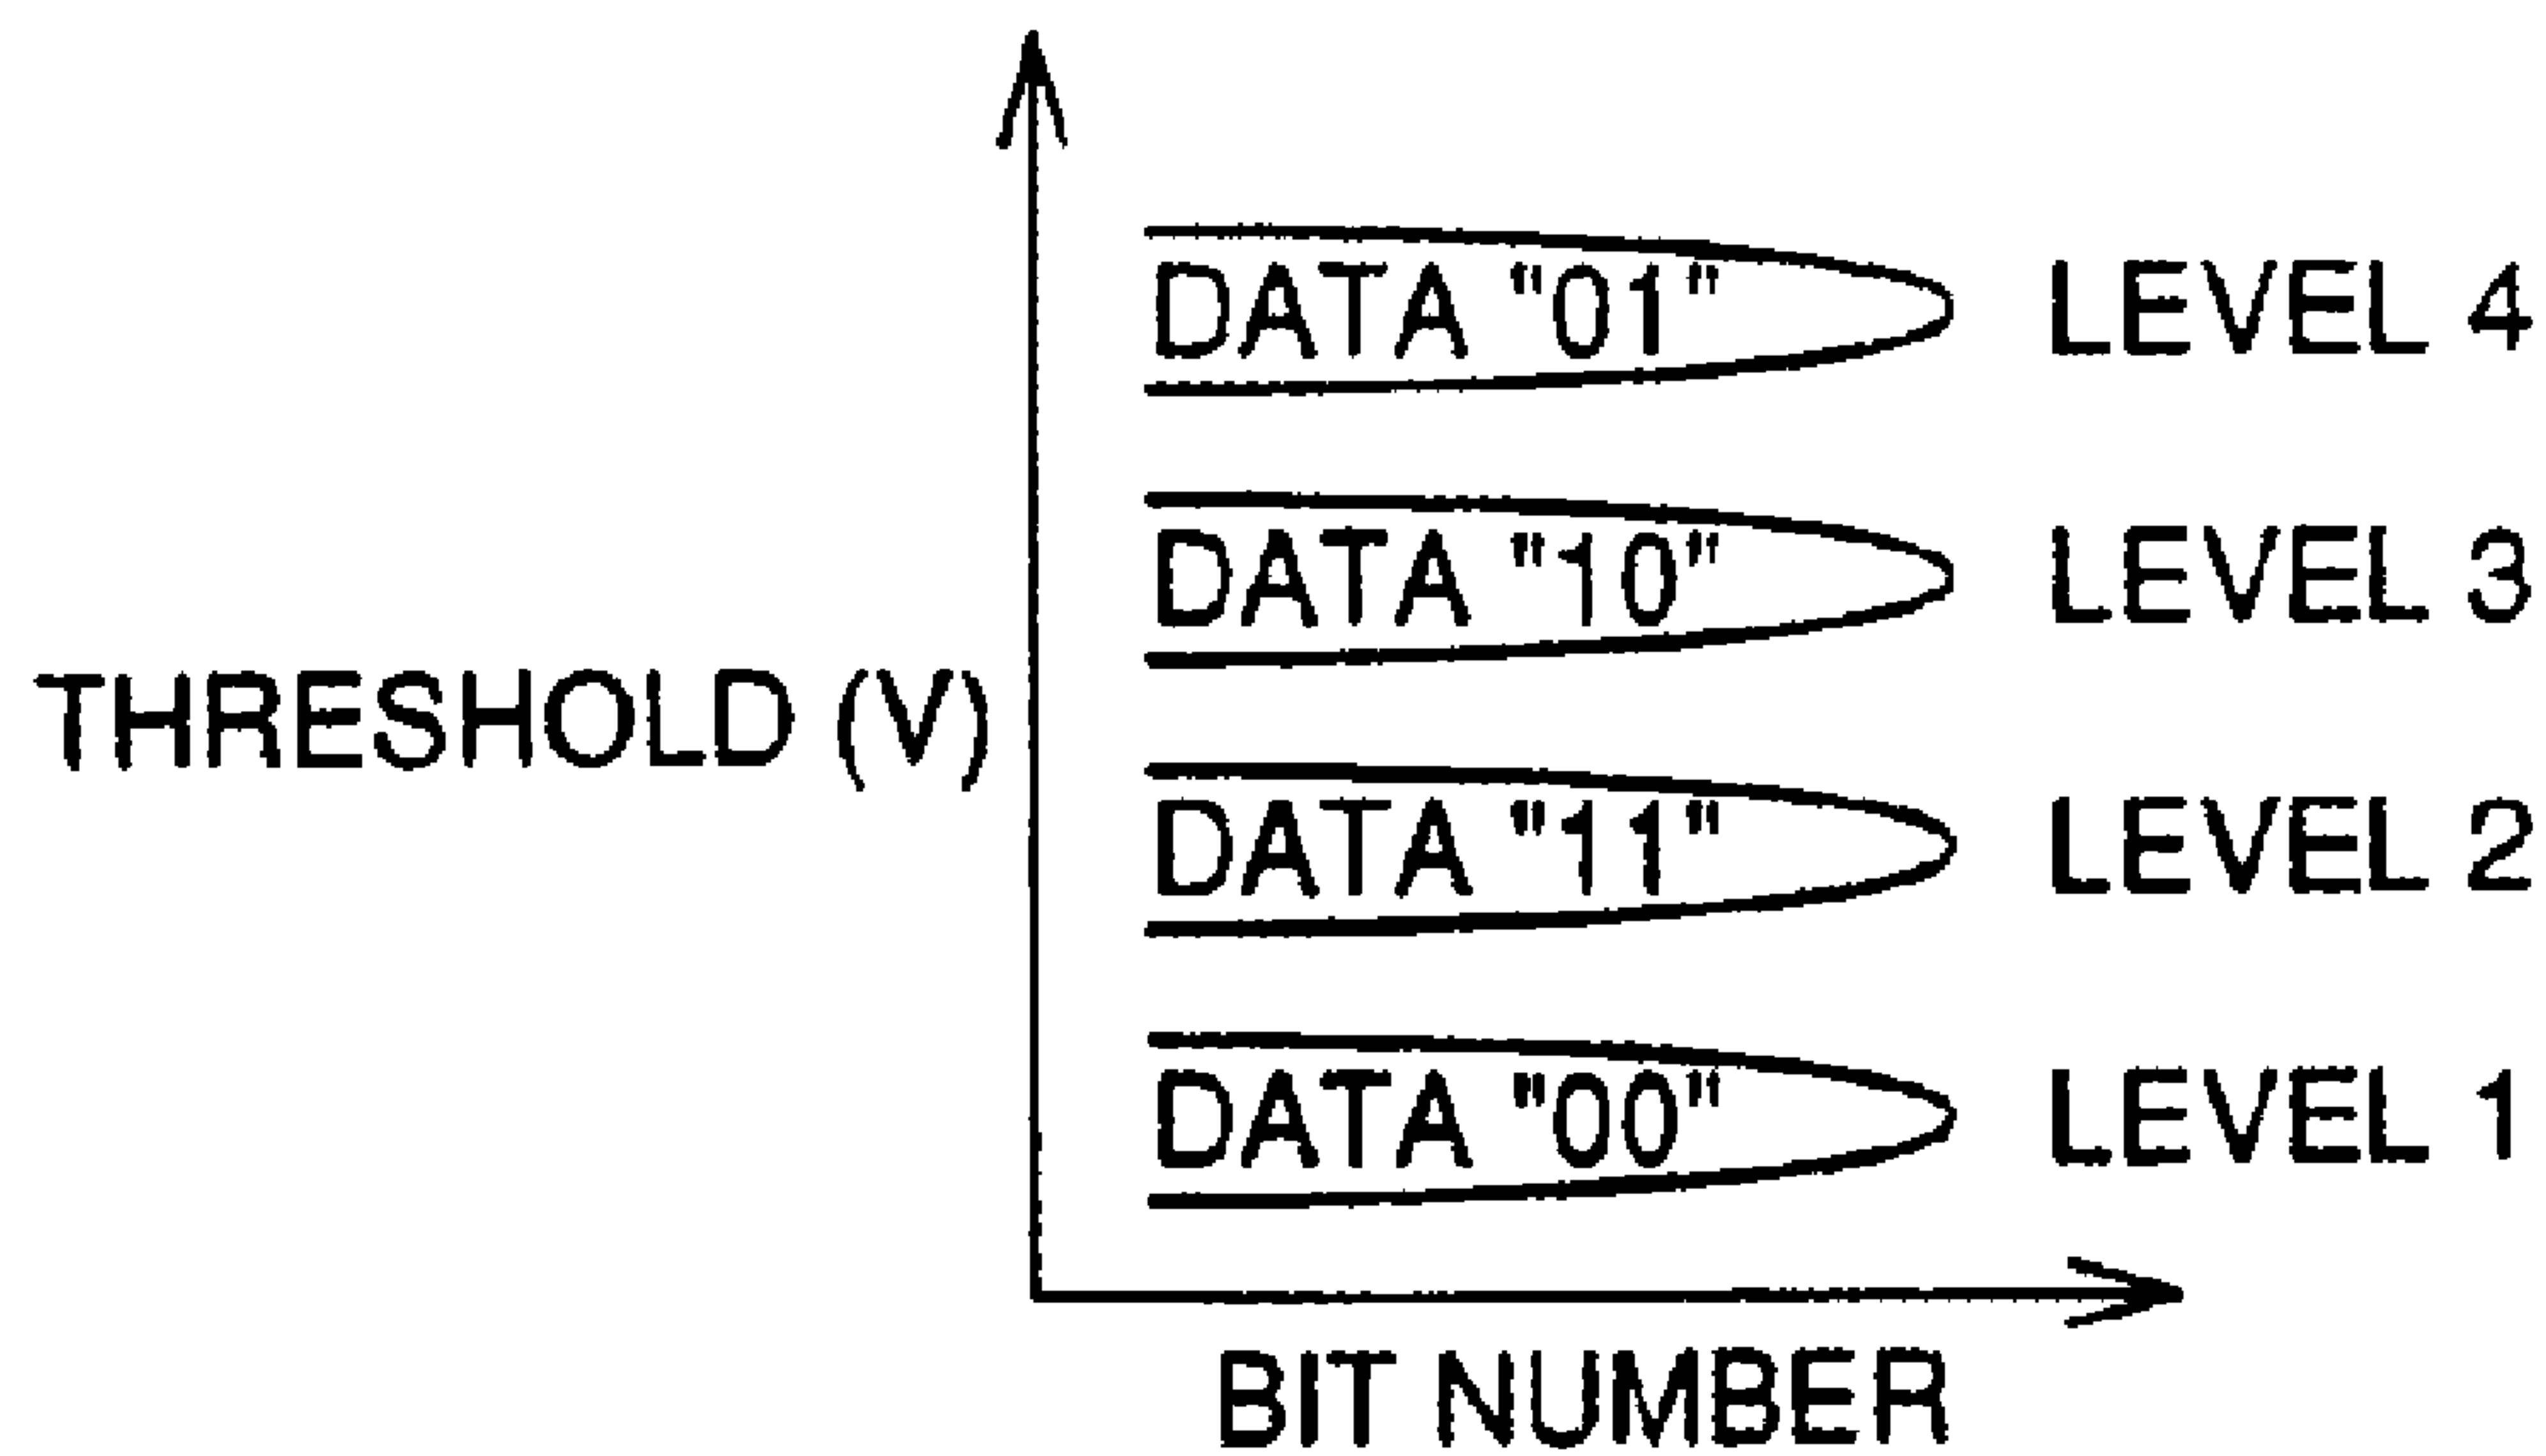 DATA "01" LEVEL 4
DATA "10" LEVEL 3
THRESHOLD (V)
DATA "11" LEVEL 2
DATA "00" LEVEL 1
BIT NUMBER